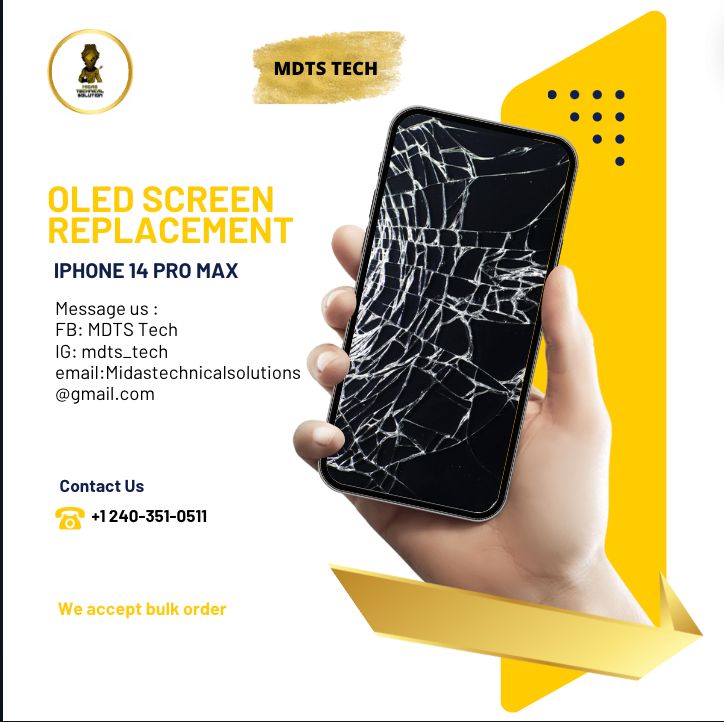 MIDAS
TECHNICAL
SOLUTION
MDTS TECH
OLED SCREEN
REPLACEMENT
IPHONE 14 PRO MAX
Message us :
FB: MDTS Tech
IG: mdts_tech
email:Midastechnicalsolutions
@gmail.com
Contact Us
+1 240-351-0511
We accept bulk order